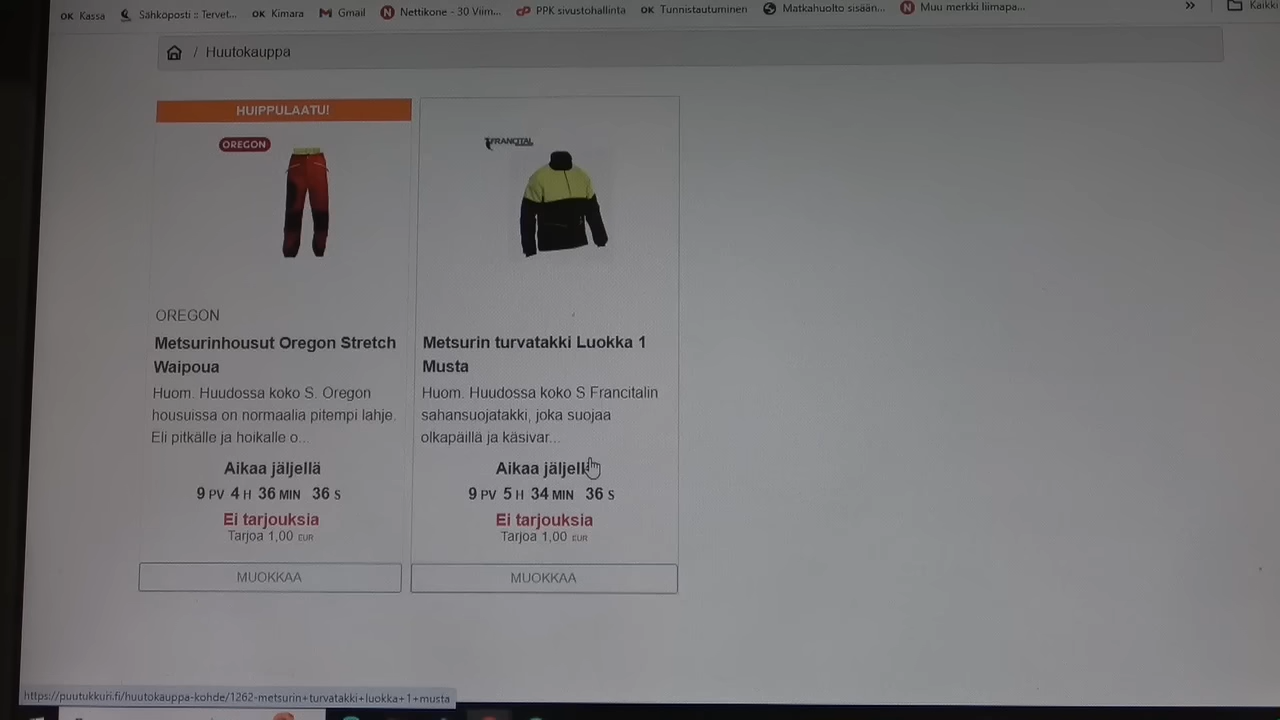 OK Kassa
Sähköposti :: Tervet...
OK Kimara
Gmail
Nettikone - 30 Viim...
PPK sivustohallinta
OK Tunnistautuminen
Matkahuolto sisään...
Muu merkki liimapa...
»
Kaikki
/ Huutokauppa
HUIPPULAATU!
OREGON
OREGON
Metsurinhousut Oregon Stretch
Waipoua
Huom. Huudossa koko S. Oregon
housuissa on normaalia pitempi lahje.
Eli pitkälle ja hoikalle o...
Aikaa jäljellä
9 PV 4 H 36 MIN 36 S
Ei tarjouksia
Tarjoa 1,00 EUR
MUOKKAA
FRANCITAL
Metsurin turvatakki Luokka 1
Musta
Huom. Huudossa koko S Francitalin
sahansuojatakki, joka suojaa
olkapäillä ja käsivar...
Aikaa jäljellä
9 PV 5 H 34 MIN 36 S
Ei tarjouksia
Tarjoa 1,00 EUR
MUOKKAA
https://puutukkuri.fi/huutokauppa-kohde/1262-metsurin+turvatakki+luokka+1+musta